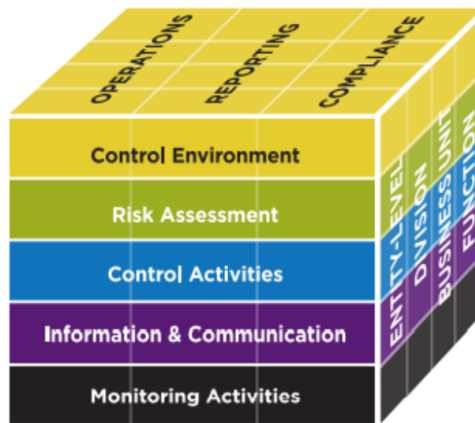 OPERATIONS
REPORTING
COMPLIANCE
Control Environment
Risk Assessment
Control Activities
Information & Communication
Monitoring Activities
ENTITY-LEVEL
DIVISION
BUSINESS UNIT
FUNCTION